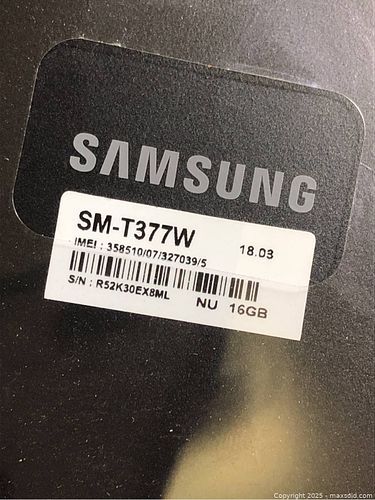 SAMSUNG
SM-T377W 18.03
IMEI : 358510/07/327039/5
S/N : R52K30EX8ML
NU 16GB
Copyright 2025 - maxsold.com